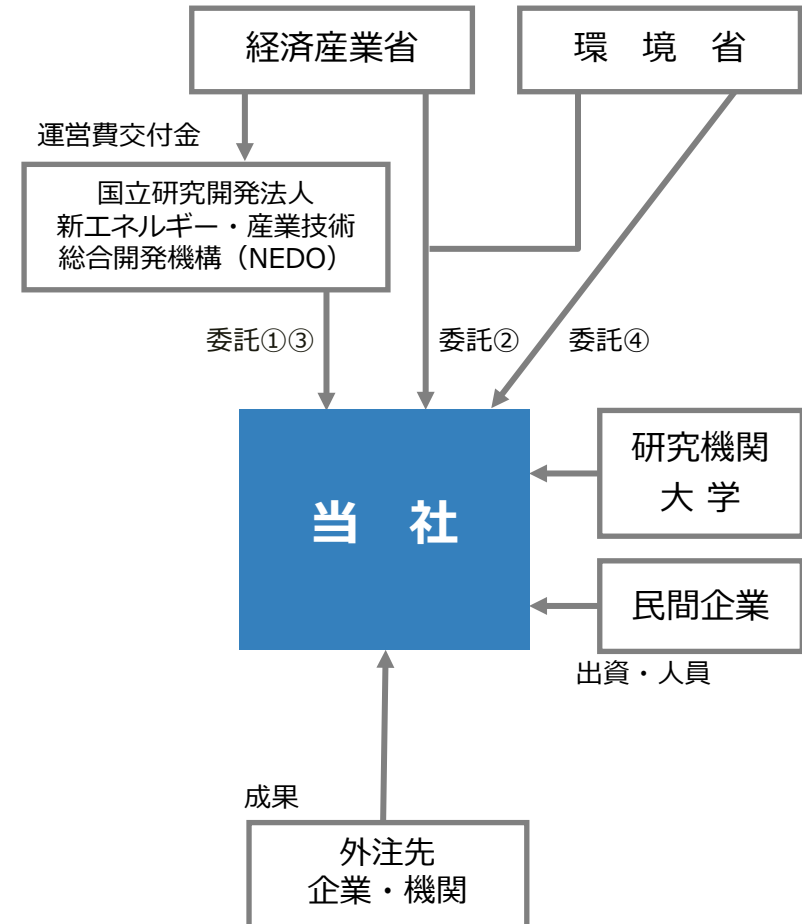 経済産業省
環 境 省
運営費交付金
国立研究開発法人
新エネルギー・産業技術
総合開発機構（NEDO）
委託①③
委託②
委託④
研究機関
大 学
当 社
民間企業
出資・人員
成果
外注先
企業・機関